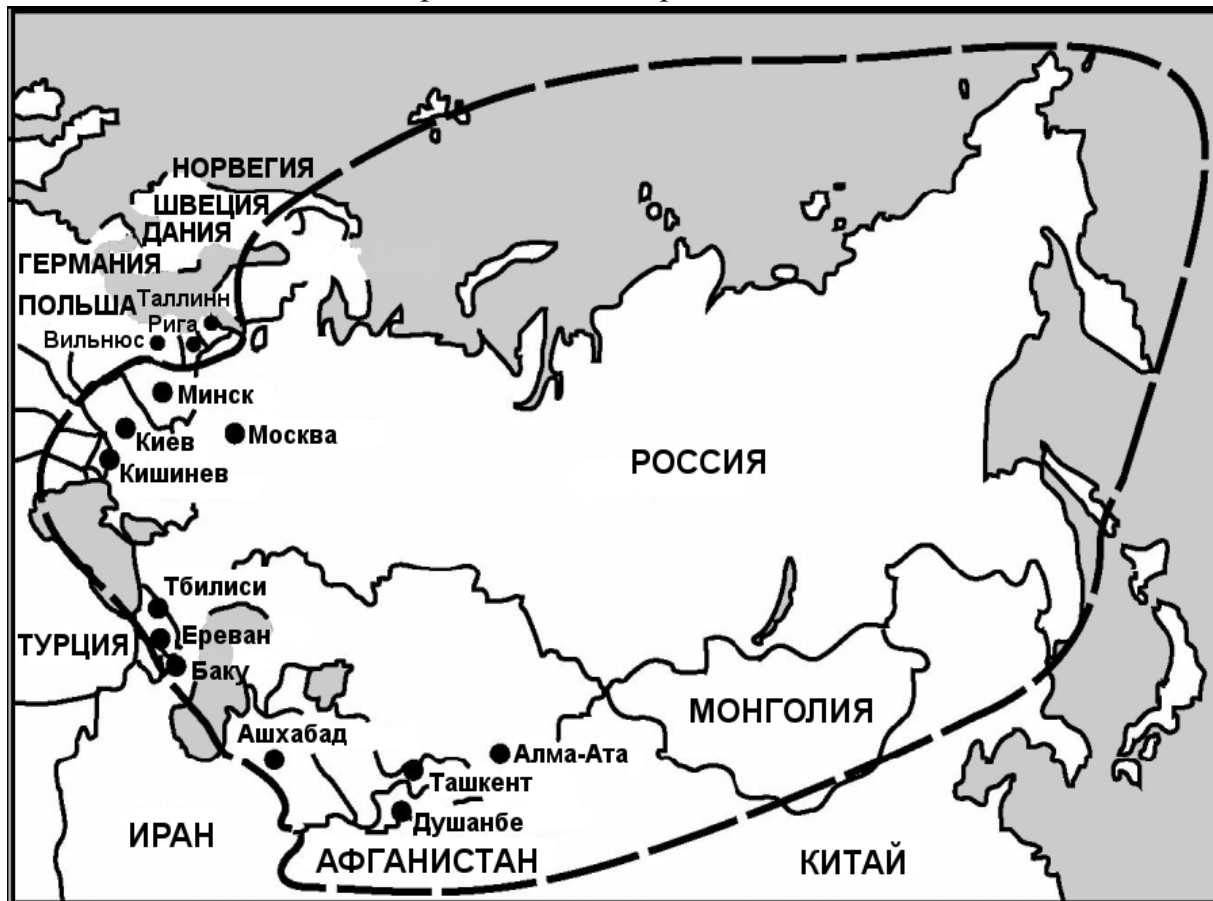 НОРВЕГИЯ
ШВЕЦИЯ
ДАНИЯ
ГЕРМАНИЯ
ПОЛЬША
Таллинн
Рига
Вильнюс
Минск
Киев
Москва
Кишинев
РОССИЯ
Тбилиси
ТУРЦИЯ
Ереван
Баку
МОНГОЛИЯ
Ашхабад
Алма-Ата
Ташкент
Душанбе
ИРАН
АФГАНИСТАН
КИТАЙ